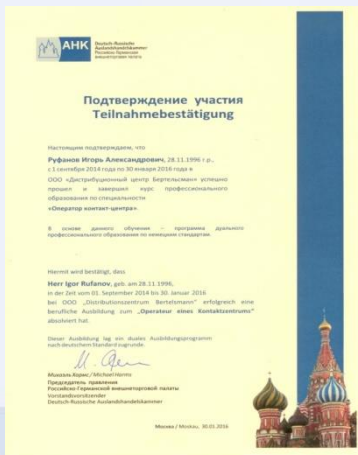 АНК
Deutsch-Russische
Auslandshandelskammer
Российско-Германская
внешнеторговая палата
Подтверждение участия
Teilnahmebestätigung
Настоящим подтверждаем, что
Руфанов Игорь Александрович, 28.11.1996 г.р.,
с 1 сентября 2014 года по 30 января 2016 года в
ООО «Дистрибуционный центр Бертельсманн» успешно
прошел и завершил курс профессионального
образования по специальности
«Оператор контакт-центра».
В основе данного обучения – программа дуального
профессионального образования по немецким стандартам.
Hiermit wird bestätigt, dass
Herr Igor Rufanov, geb. am 28.11.1996,
in der Zeit vom 01. September 2014 bis 30. Januar 2016
bei OOO „Distributionszentrum Bertelsmann“ erfolgreich eine
berufliche Ausbildung zum „Operateur eines Kontaktzentrums“
absolviert hat.
Dieser Ausbildung lag ein duales Ausbildungsprogramm
nach deutschem Standard zugrunde.
Михаэль Хармс / Michael Harms
Председатель правления
Российско-Германской внешнеторговой палаты
Vorstandsvorsitzender
Deutsch-Russische Auslandshandelskammer
Москва / Moskau, 30.01.2016